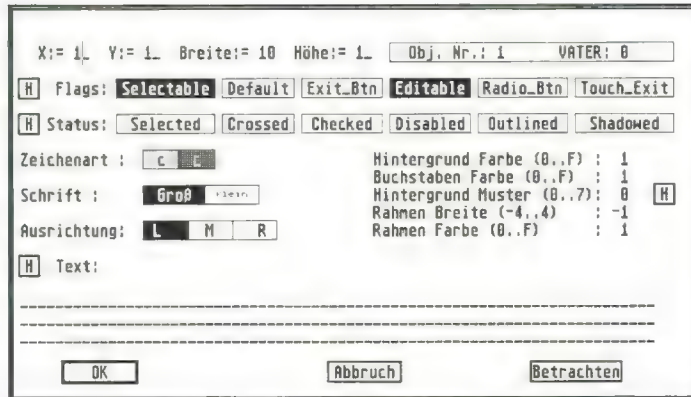 X:= 1_ Y:= 1_ Breite:= 10 Höhe:= 1_ Obj. Nr.: 1 VATER: 0
H Flags: Selectable Default Exit_Btn Editable Radio_Btn Touch_Exit
H Status: Selected Crossed Checked Disabled Outlined Shadowed
Zeichenart : C
Hintergrund Farbe (0..F) : 1
Buchstaben Farbe (0..F) : 1
Schrift : Groß klein
Hintergrund Muster (0..7): 0 H
Rahmen Breite (-4..4) : -1
Ausrichtung: L M R
Rahmen Farbe (0..F) : 1
H Text:
OK Abbruch Betrachten